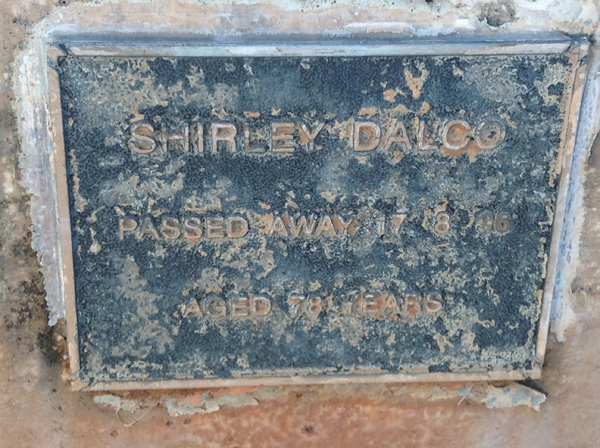 SHIRLEY DALCO
PASSED AWAY 17 8
AGED 78 YEARS